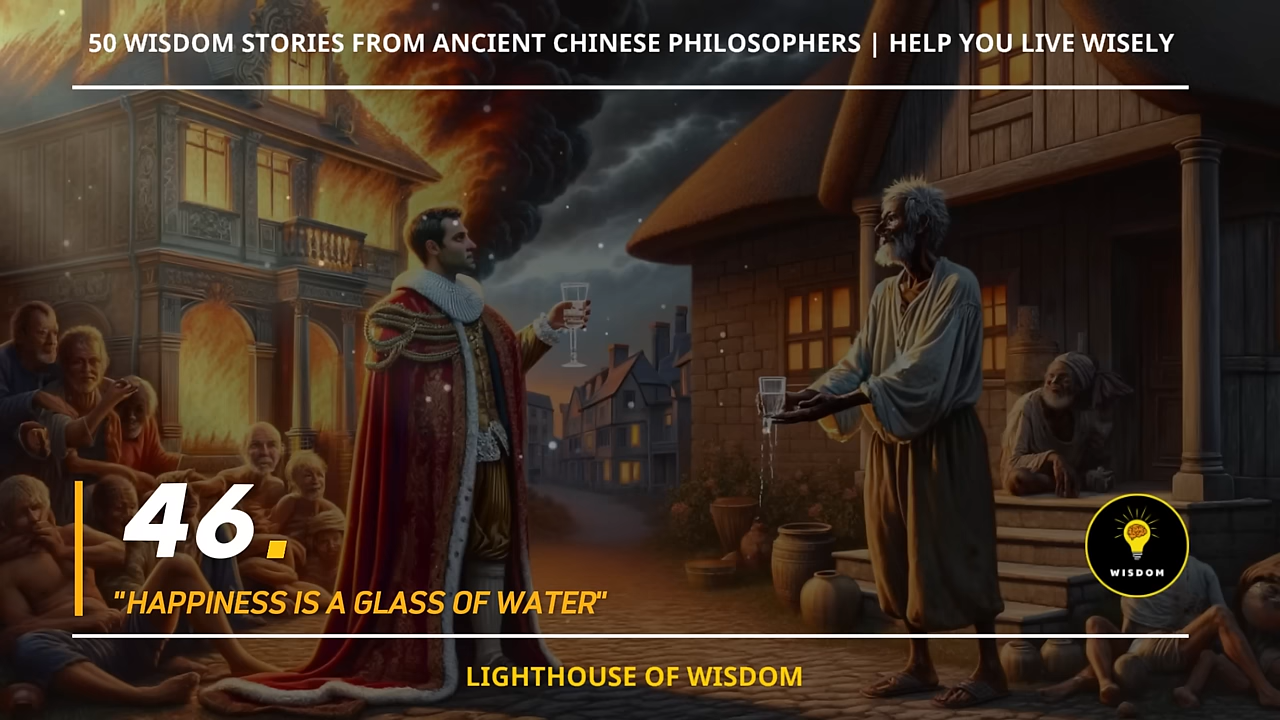 50 WISDOM STORIES FROM ANCIENT CHINESE PHILOSOPHERS | HELP YOU LIVE WISELY
46.
"HAPPINESS IS A GLASS OF WATER"
WISDOM
LIGHTHOUSE OF WISDOM